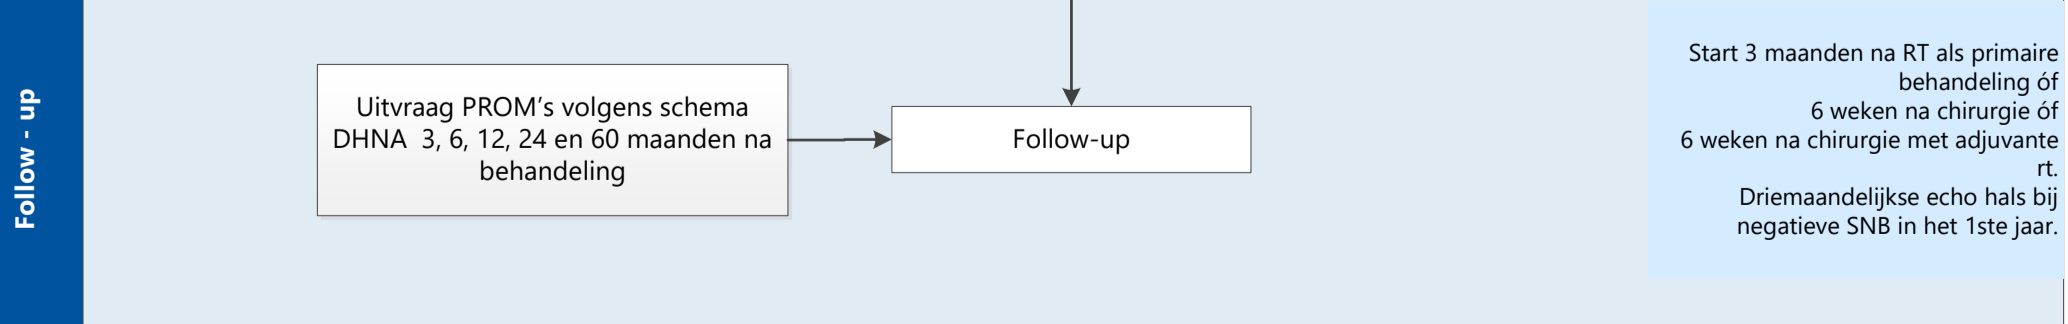 Follow - up
Uitvraag PROM’s volgens schema
DHNA  3, 6, 12, 24 en 60 maanden na
behandeling
Follow-up
Start 3 maanden na RT als primaire
behandeling óf
6 weken na chirurgie óf
6 weken na chirurgie met adjuvante
rt.
Driemaandelijkse echo hals bij
negatieve SNB in het 1ste jaar.